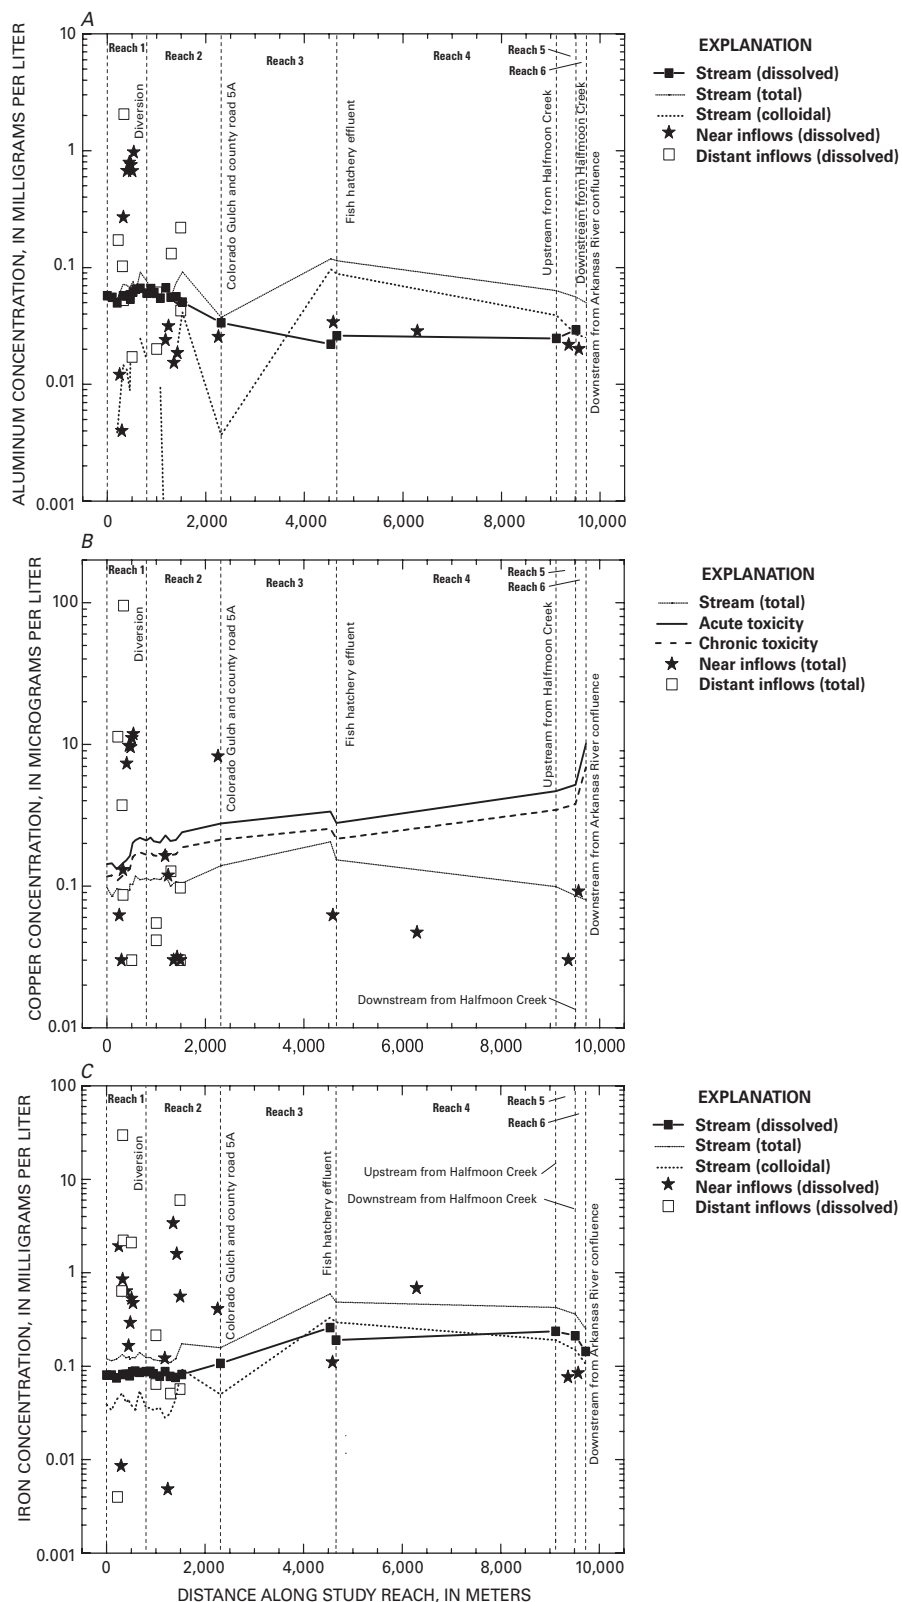 A
10
1
0.1
0.01
0.001
ALUMINUM CONCENTRATION, IN MILLIGRAMS PER LITER
Reach 1
Reach 2
Reach 3
Reach 4
Reach 5
Reach 6
Diversion
Colorado Gulch and county road 5A
Fish hatchery effluent
Upstream from Halfmoon Creek
Downstream from Halfmoon Creek
Downstream from Arkansas River confluence
0 2,000 4,000 6,000 8,000 10,000
EXPLANATION
Stream (dissolved)
Stream (total)
Stream (colloidal)
Near inflows (dissolved)
Distant inflows (dissolved)
B
100
10
0.1
0.01
COPPER CONCENTRATION, IN MICROGRAMS PER LITER
Reach 1
Reach 2
Reach 3
Reach 4
Reach 5
Reach 6
Diversion
Colorado Gulch and county road 5A
Fish hatchery effluent
Upstream from Halfmoon Creek
Downstream from Halfmoon Creek
Downstream from Arkansas River confluence
0 2,000 4,000 6,000 8,000 10,000
EXPLANATION
Stream (total)
Acute toxicity
Chronic toxicity
Near inflows (total)
Distant inflows (total)
C
100
10
1
0.1
0.01
0.001
IRON CONCENTRATION, IN MILLIGRAMS PER LITER
Reach 1
Reach 2
Reach 3
Reach 4
Reach 5
Reach 6
Diversion
Colorado Gulch and county road 5A
Fish hatchery effluent
Upstream from Halfmoon Creek
Downstream from Halfmoon Creek
Downstream from Arkansas River confluence
0 2,000 4,000 6,000 8,000 10,000
DISTANCE ALONG STUDY REACH, IN METERS
EXPLANATION
Stream (dissolved)
Stream (total)
Stream (colloidal)
Near inflows (dissolved)
Distant inflows (dissolved)